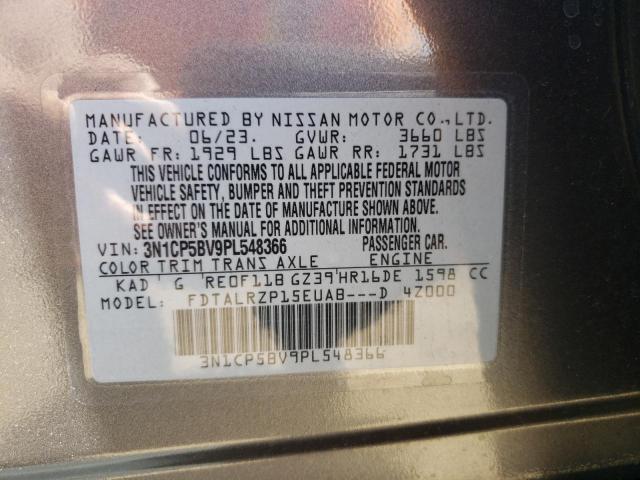 MANUFACTURED BY NISSAN MOTOR CO., LTD.
DATE: 06/23. GVWR: 3660 LBS
GAWR FR: 1929 LBS GAWR RR: 1731 LBS
THIS VEHICLE CONFORMS TO ALL APPLICABLE FEDERAL MOTOR
VEHICLE SAFETY, BUMPER AND THEFT PREVENTION STANDARDS
IN EFFECT ON THE DATE OF MANUFACTURE SHOWN ABOVE.
SEE OWNER'S MANUAL FOR ADDITIONAL INFORMATION.
VIN: 3N1CP5BV9PL548366 PASSENGER CAR.
COLOR TRIM TRANS AXLE ENGINE
KAD ' G RE0F11B GZ39'HR16DE 1598 CC
MODEL: FDTALRZP15EUAB---D 4Z000
3N1CP5BV9PL548366